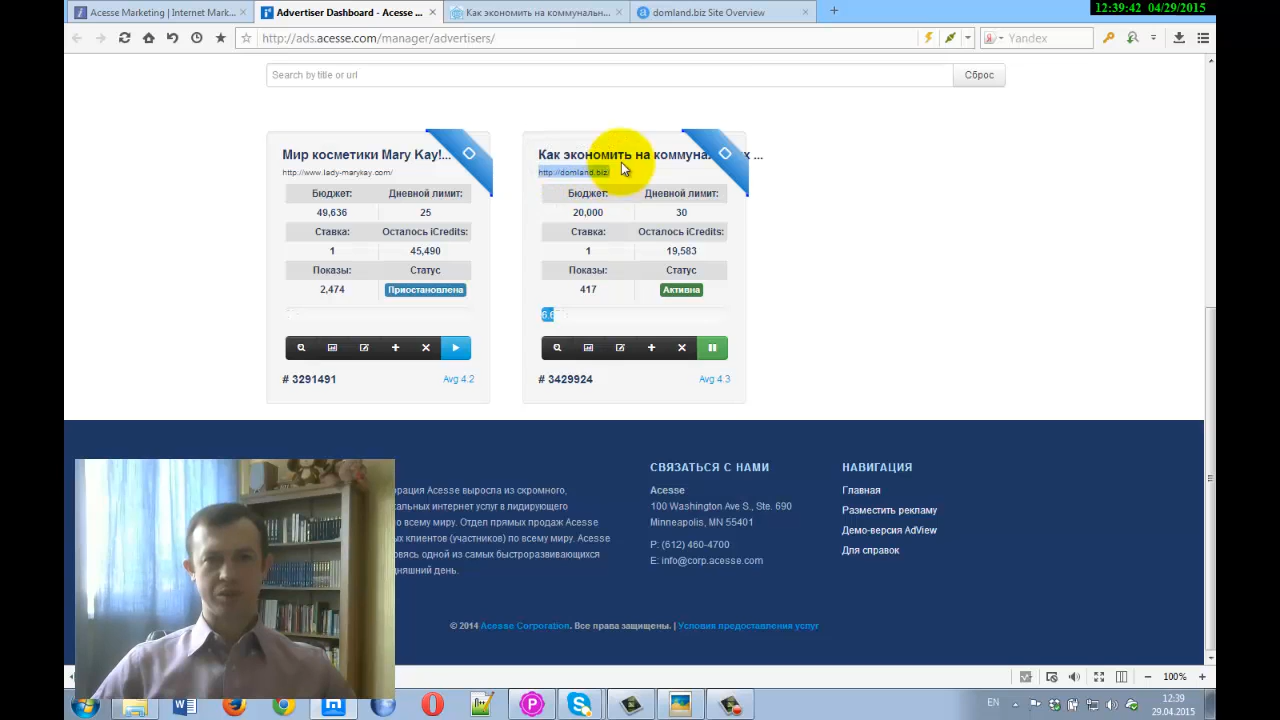 12:39:42 04/29/2015
Acesse Marketing | Internet Mark...
Advertiser Dashboard - Acesse ...
Как экономить на коммунальн...
domland.biz Site Overview
http://ads.acesse.com/manager/advertisers/
Yandex
Search by title or url
Сброс
Мир косметики Mary Kay!...
http://www.lady-marykay.com/
Бюджет: Дневной лимит:
49,636 25
Ставка: Осталось iCredits:
1 45,490
Показы: Статус
2,474 Приостановлена
# 3291491 Avg 4.2
Как экономить на коммунальных ...
http://domland.biz/
Бюджет: Дневной лимит:
20,000 30
Ставка: Осталось iCredits:
1 19,583
Показы: Статус
417 Активна
# 3429924 Avg 4.3
орация Acesse выросла из скромного,
кальных интернет услуг в лидирующего
по всему миру. Отдел прямых продаж Acesse
ых клиентов (участников) по всему миру. Acesse
овясь одной из самых быстроразвивающихся
дняшний день.
СВЯЗАТЬСЯ С НАМИ
Acesse
100 Washington Ave S., Ste. 690
Minneapolis, MN 55401
P: (612) 460-4700
E: info@corp.acesse.com
НАВИГАЦИЯ
Главная
Разместить рекламу
Демо-версия AdView
Для справок
© 2014 Acesse Corporation. Все права защищены. | Условия предоставления услуг
100%
EN
12:39
29.04.2015